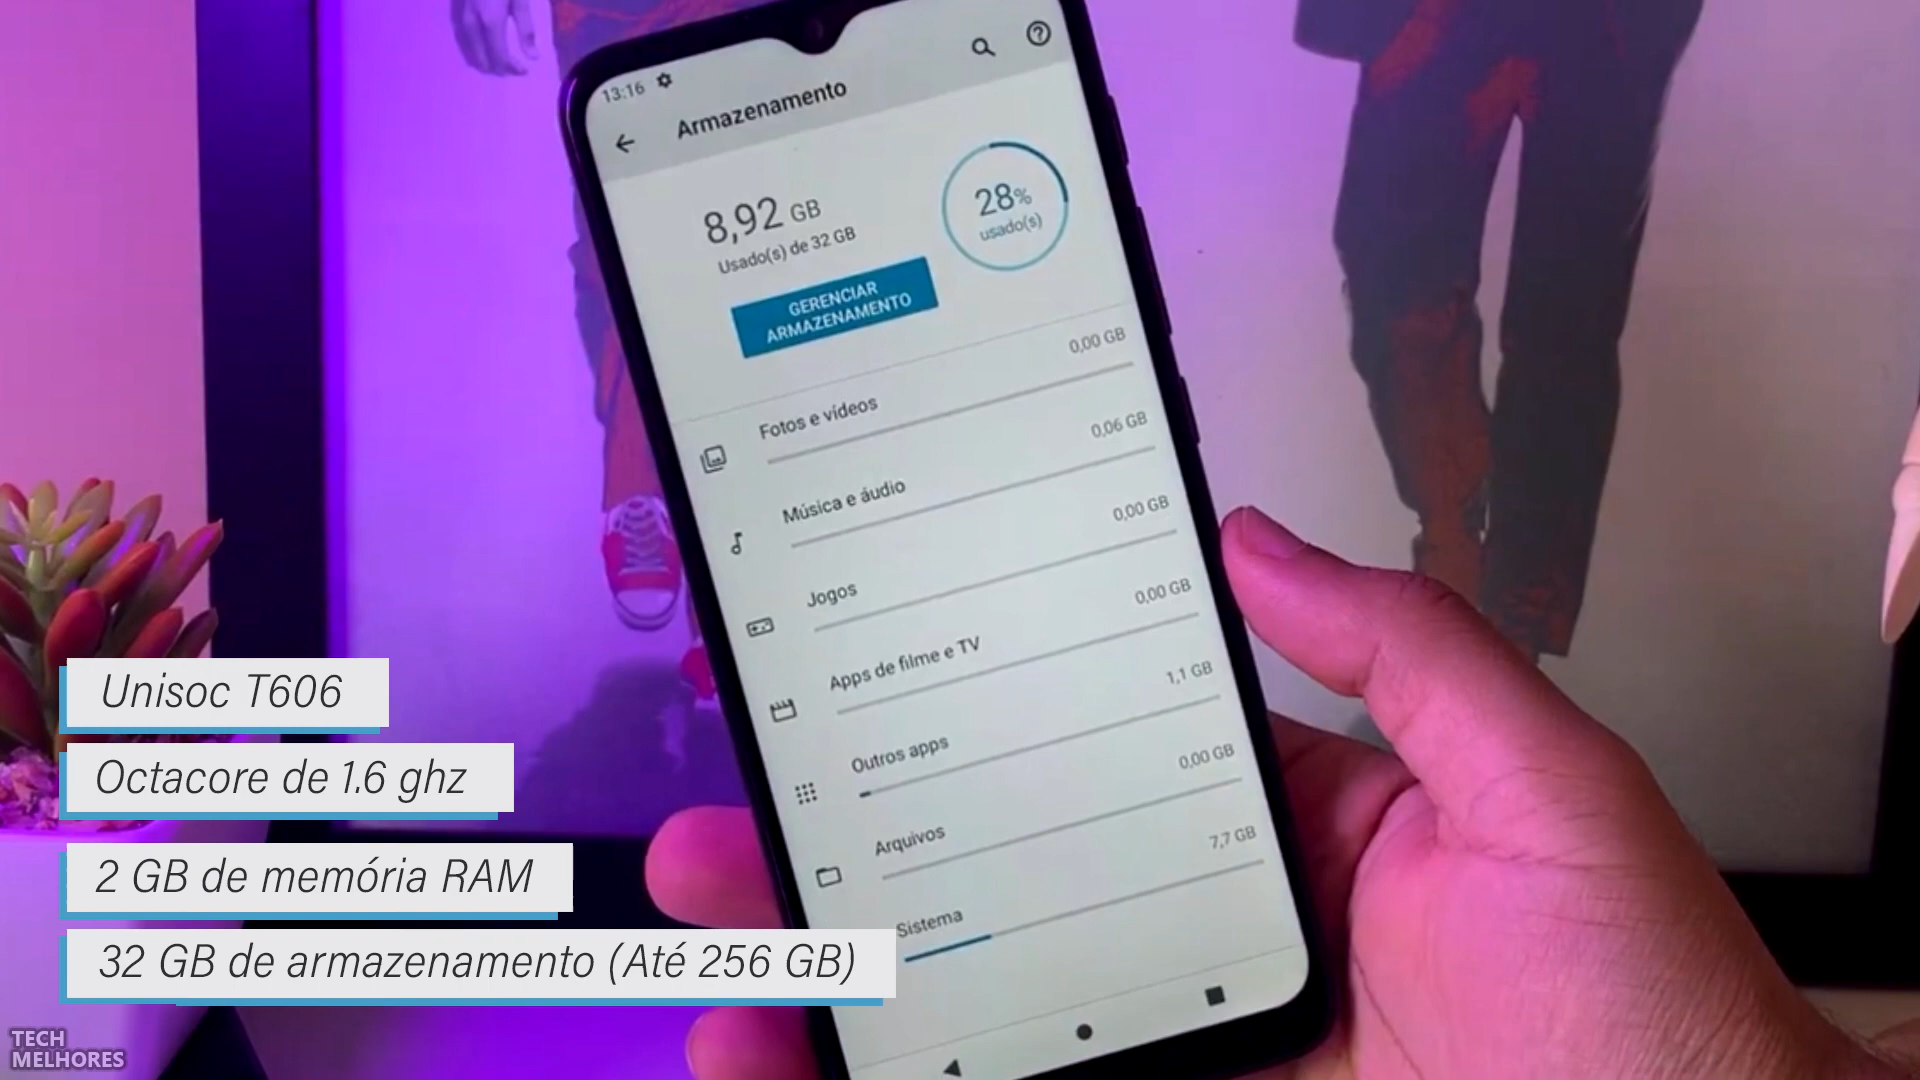 13:16
Armazenamento
8,92 GB
Usado(s) de 32 GB
28%
usado(s)
GERENCIAR
ARMAZENAMENTO
Fotos e vídeos 0,00 GB
Música e áudio 0,06 GB
Jogos 0,00 GB
Apps de filme e TV 0,00 GB
Outros apps 1,1 GB
Arquivos 0,00 GB
Sistema 7,7 GB
Unisoc T606
Octacore de 1.6 ghz
2 GB de memória RAM
32 GB de armazenamento (Até 256 GB)
TECH
MELHORES